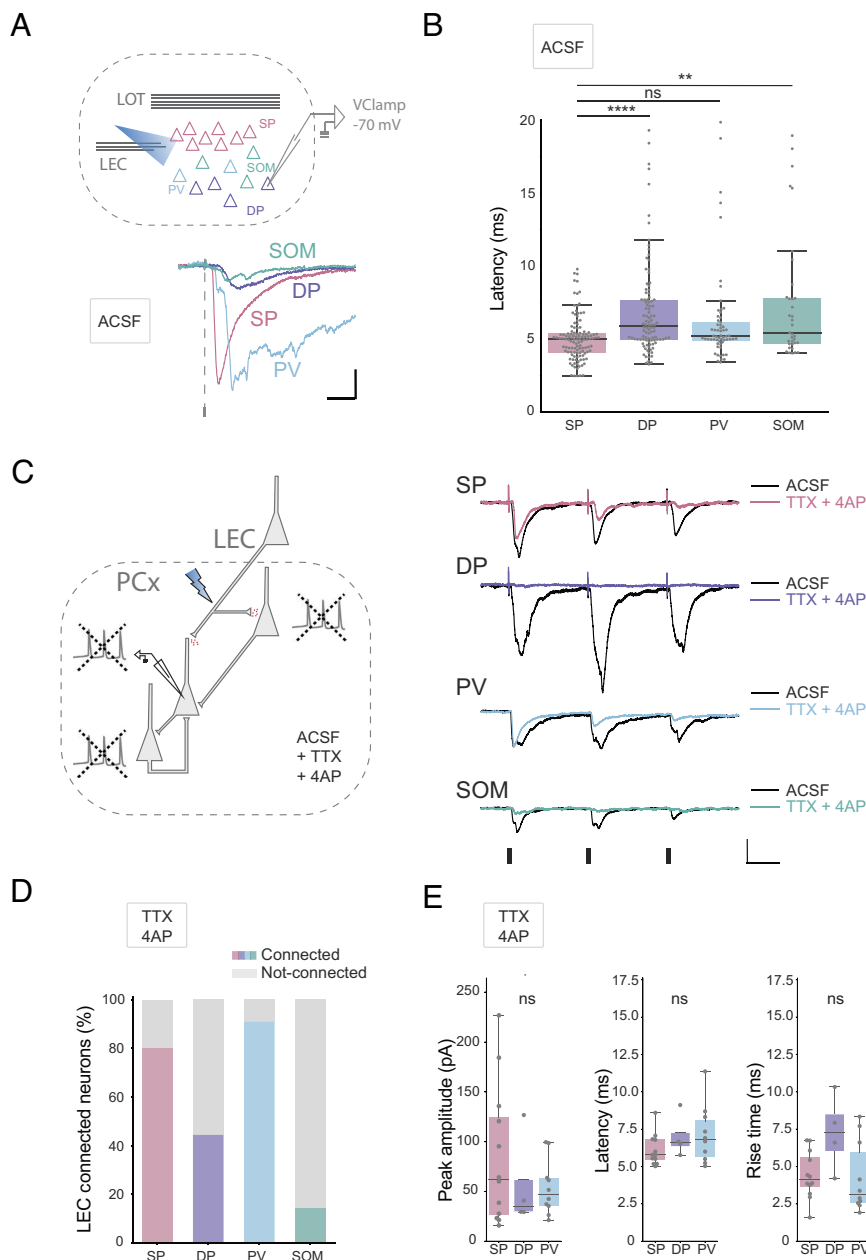 A
LOT
SP
LEC
SOM
PV
DP
VClamp
-70 mV
ACSF
SOM
DP
SP
PV
B
ACSF
**
ns
****
Latency (ms)
20
15
10
5
0
SP
DP
PV
SOM
C
LEC
PCx
ACSF
+ TTX
+ 4AP
SP
ACSF
TTX + 4AP
DP
ACSF
TTX + 4AP
PV
ACSF
TTX + 4AP
SOM
ACSF
TTX + 4AP
D
TTX
4AP
Connected
Not-connected
LEC connected neurons (%)
100
80
60
40
20
0
SP
DP
PV
SOM
E
TTX
4AP
Peak amplitude (pA)
250
200
150
100
50
0
ns
SP DP PV
Latency (ms)
17.5
15.0
12.5
10.0
7.5
5.0
2.5
0
ns
SP DP PV
Rise time (ms)
17.5
15.0
12.5
10.0
7.5
5.0
2.5
0
ns
SP DP PV